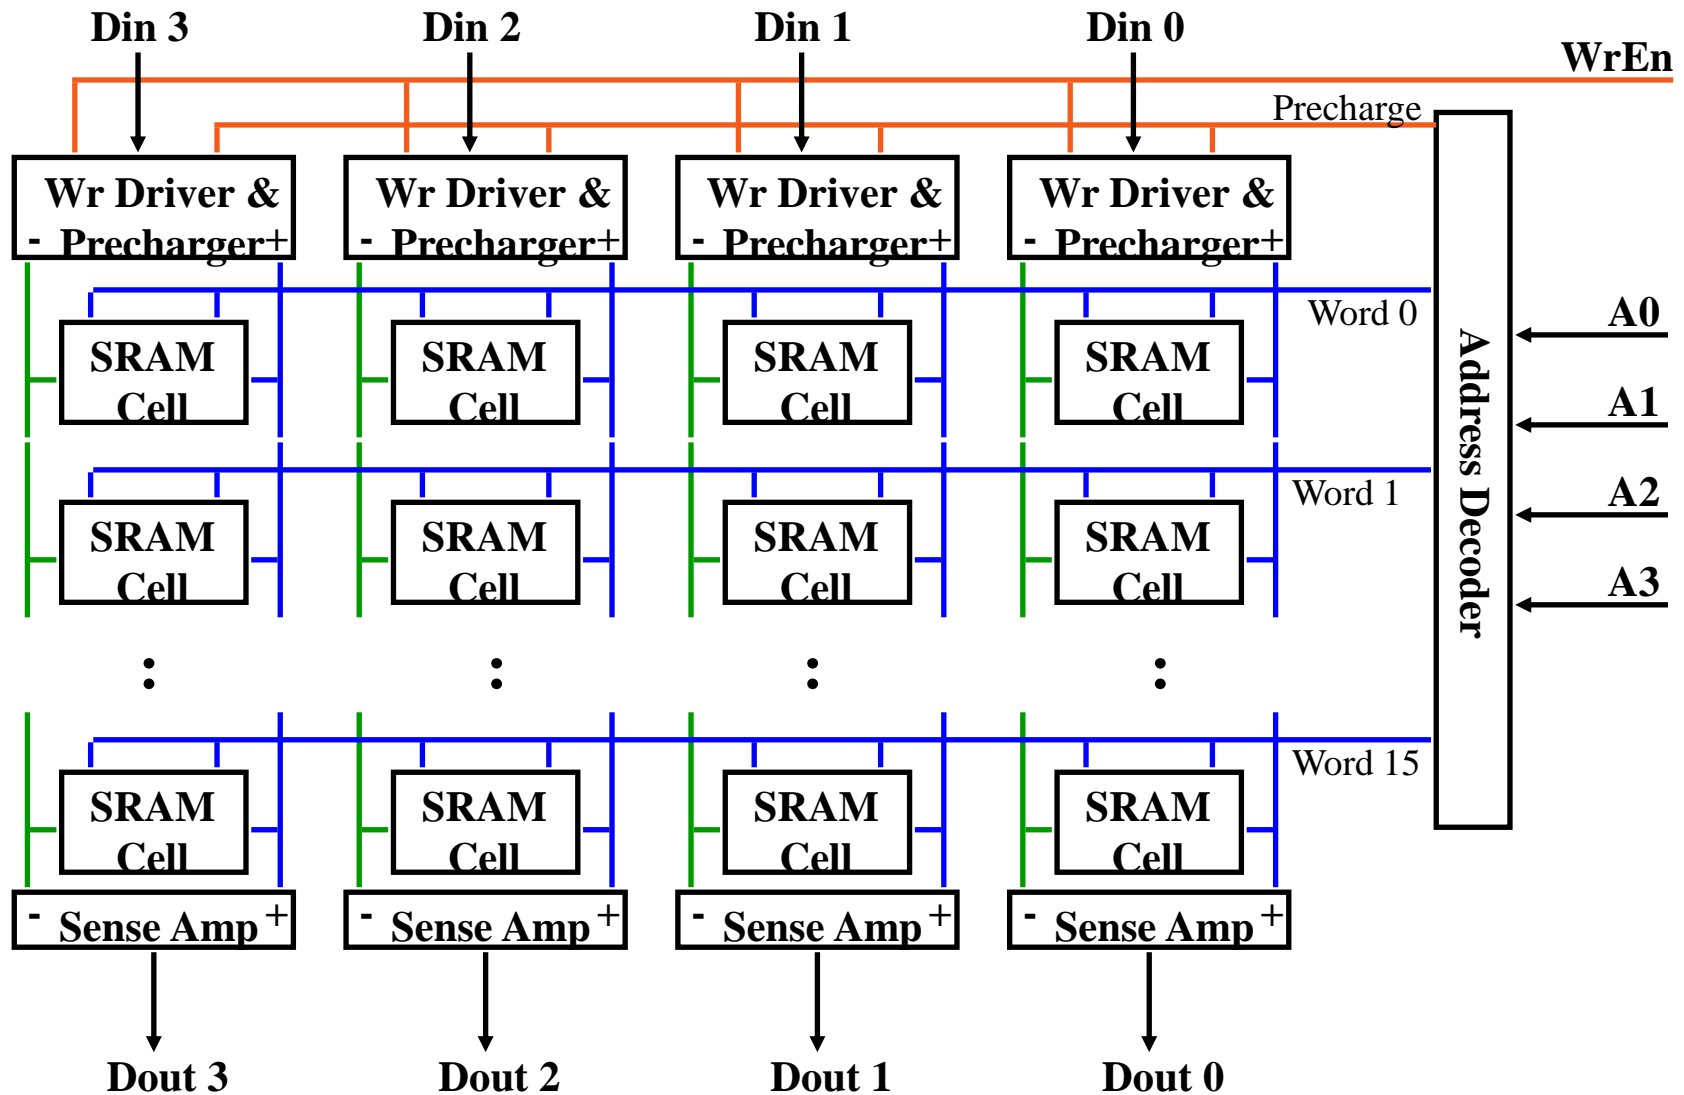 Din 3 Din 2 Din 1 Din 0
WrEn
Precharge
Wr Driver & Wr Driver & Wr Driver & Wr Driver &
- Precharger+ - Precharger+ - Precharger+ - Precharger+
Word 0
A0
SRAM SRAM SRAM SRAM
Cell Cell Cell Cell
A1
Word 1
A2
SRAM SRAM SRAM SRAM
Cell Cell Cell Cell
A3
Address Decoder
: : : :
Word 15
SRAM SRAM SRAM SRAM
Cell Cell Cell Cell
- Sense Amp + - Sense Amp + - Sense Amp + - Sense Amp +
Dout 3 Dout 2 Dout 1 Dout 0